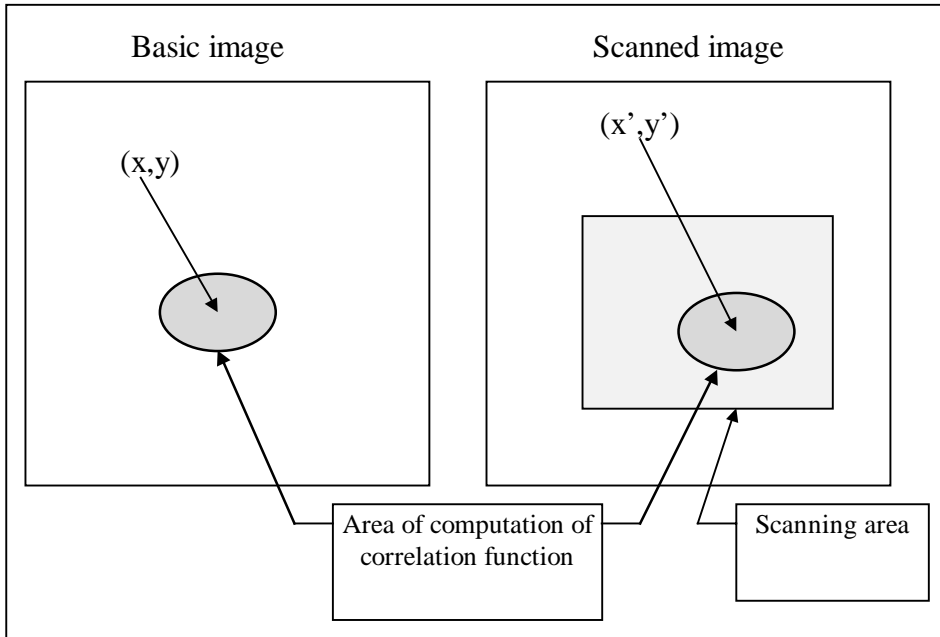 Basic image
Scanned image
(x,y)
(x’,y’)
Area of computation of
correlation function
Scanning area